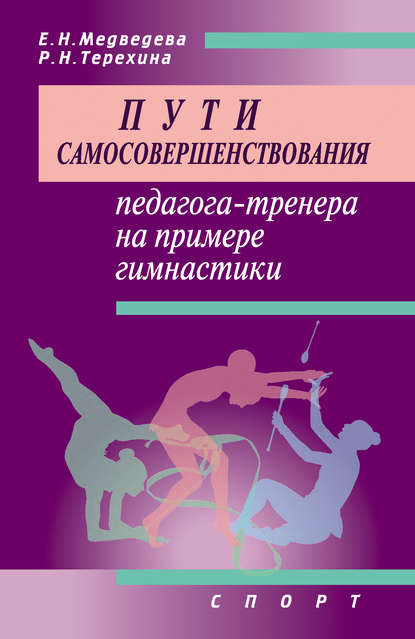 Е.Н.Медведева
Р.Н.Терехина
ПУТИ
САМОСОВЕРШЕНСТВОВАНИЯ
педагога-тренера
на примере
гимнастики
СПОРТ